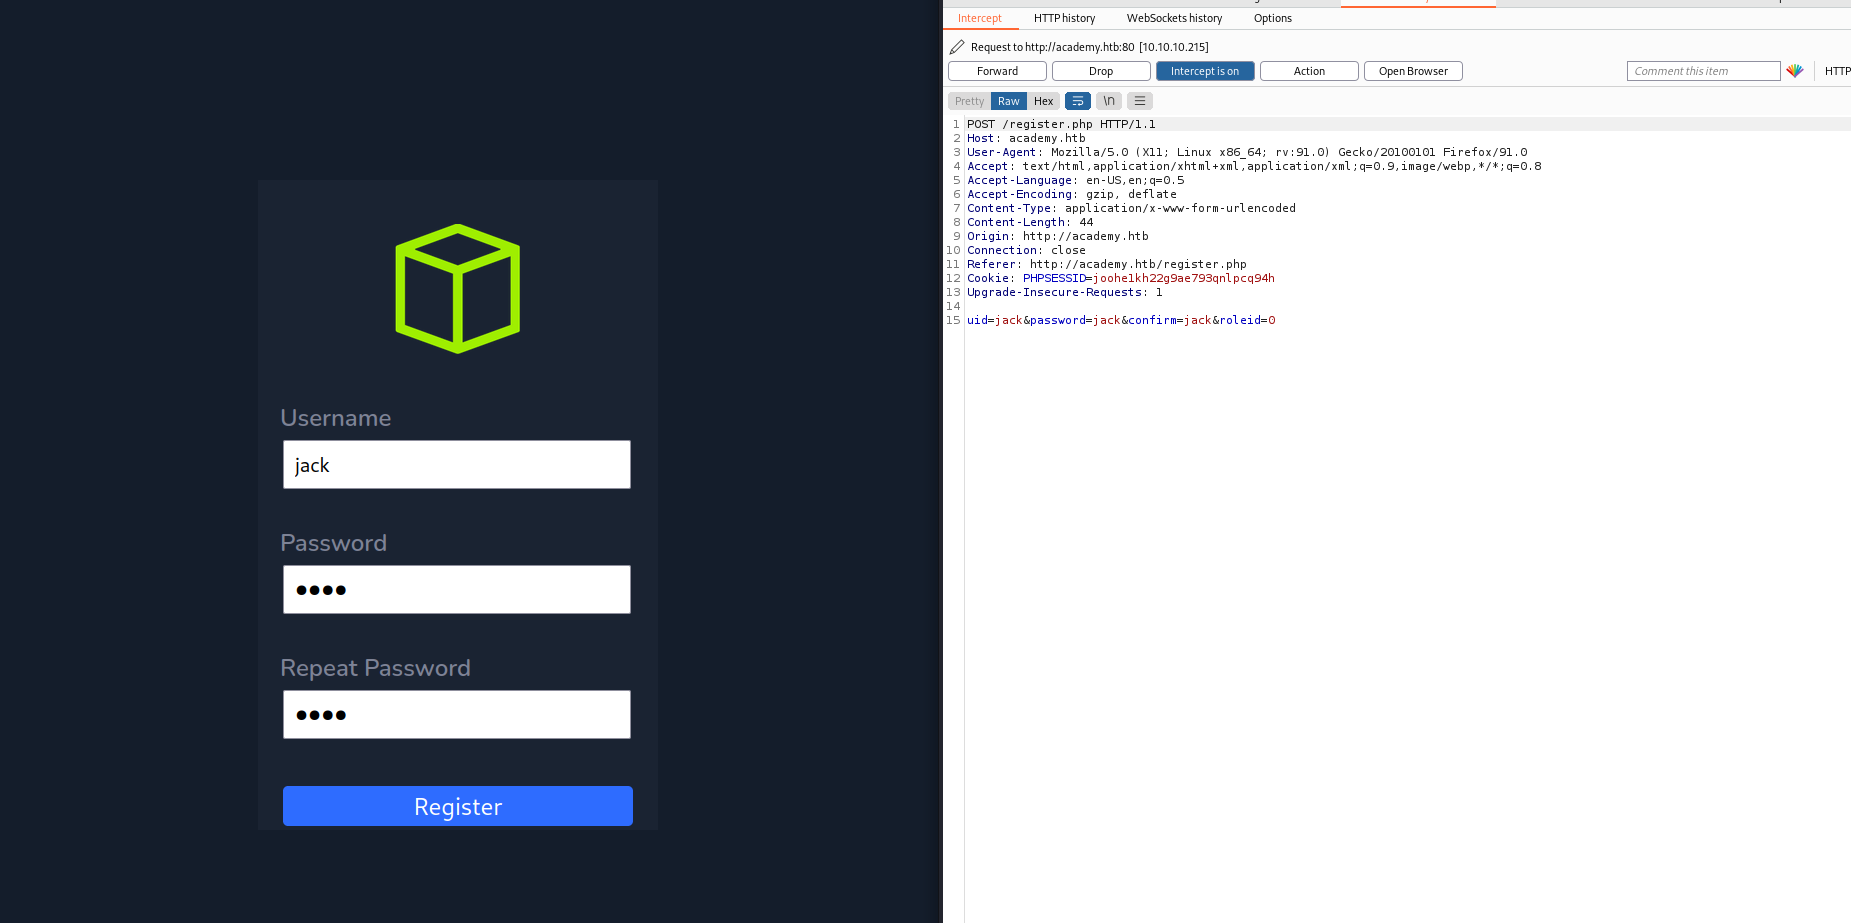 Username
jack
Password
Repeat Password
Register
Intercept
HTTP history
WebSockets history
Options
Request to http://academy.htb:80 [10.10.10.215]
Forward
Drop
Intercept is on
Action
Open Browser
Comment this item
HTTP
Pretty
Raw
Hex
\n
1 POST /register.php HTTP/1.1
2 Host: academy.htb
3 User-Agent: Mozilla/5.0 (X11; Linux x86_64; rv:91.0) Gecko/20100101 Firefox/91.0
4 Accept: text/html,application/xhtml+xml,application/xml;q=0.9,image/webp,*/*;q=0.8
5 Accept-Language: en-US,en;q=0.5
6 Accept-Encoding: gzip, deflate
7 Content-Type: application/x-www-form-urlencoded
8 Content-Length: 44
9 Origin: http://academy.htb
10 Connection: close
11 Referer: http://academy.htb/register.php
12 Cookie: PHPSESSID=joohe1kh22g9ae793qnlpcq94h
13 Upgrade-Insecure-Requests: 1
14
15 uid=jack&password=jack&confirm=jack&roleid=0